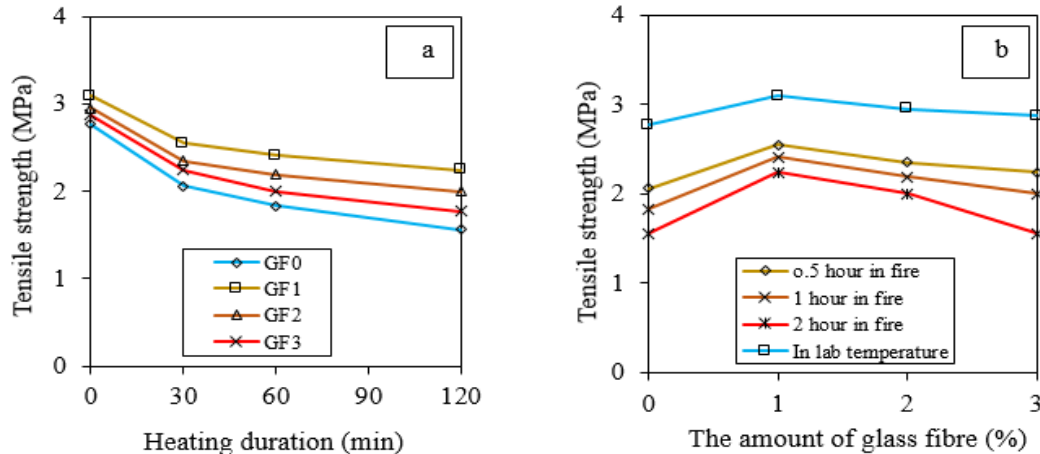 a
4
3
2
1
0
Tensile strength (MPa)
GF0
GF1
GF2
GF3
0 30 60 90 120
Heating duration (min)
b
4
3
2
1
0
Tensile strength (MPa)
o.5 hour in fire
1 hour in fire
2 hour in fire
In lab temperature
0 1 2 3
The amount of glass fibre (%)